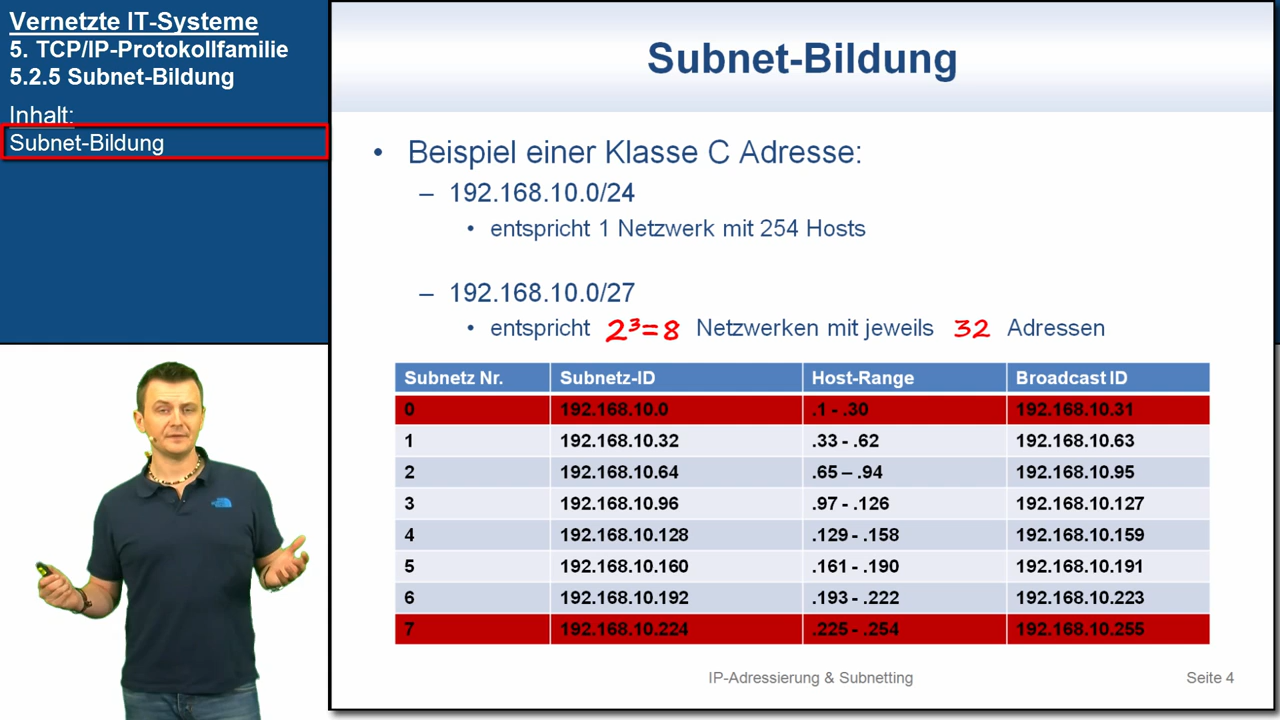 Vernetzte IT-Systeme
5. TCP/IP-Protokollfamilie
5.2.5 Subnet-Bildung
Inhalt:
Subnet-Bildung
Subnet-Bildung
• Beispiel einer Klasse C Adresse:
– 192.168.10.0/24
• entspricht 1 Netzwerk mit 254 Hosts
– 192.168.10.0/27
• entspricht 2³=8 Netzwerken mit jeweils 32 Adressen
Subnetz Nr. Subnetz-ID Host-Range Broadcast ID
0 192.168.10.0 .1 - .30 192.168.10.31
1 192.168.10.32 .33 - .62 192.168.10.63
2 192.168.10.64 .65 – .94 192.168.10.95
3 192.168.10.96 .97 - .126 192.168.10.127
4 192.168.10.128 .129 - .158 192.168.10.159
5 192.168.10.160 .161 - .190 192.168.10.191
6 192.168.10.192 .193 - .222 192.168.10.223
7 192.168.10.224 .225 - .254 192.168.10.255
IP-Adressierung & Subnetting Seite 4